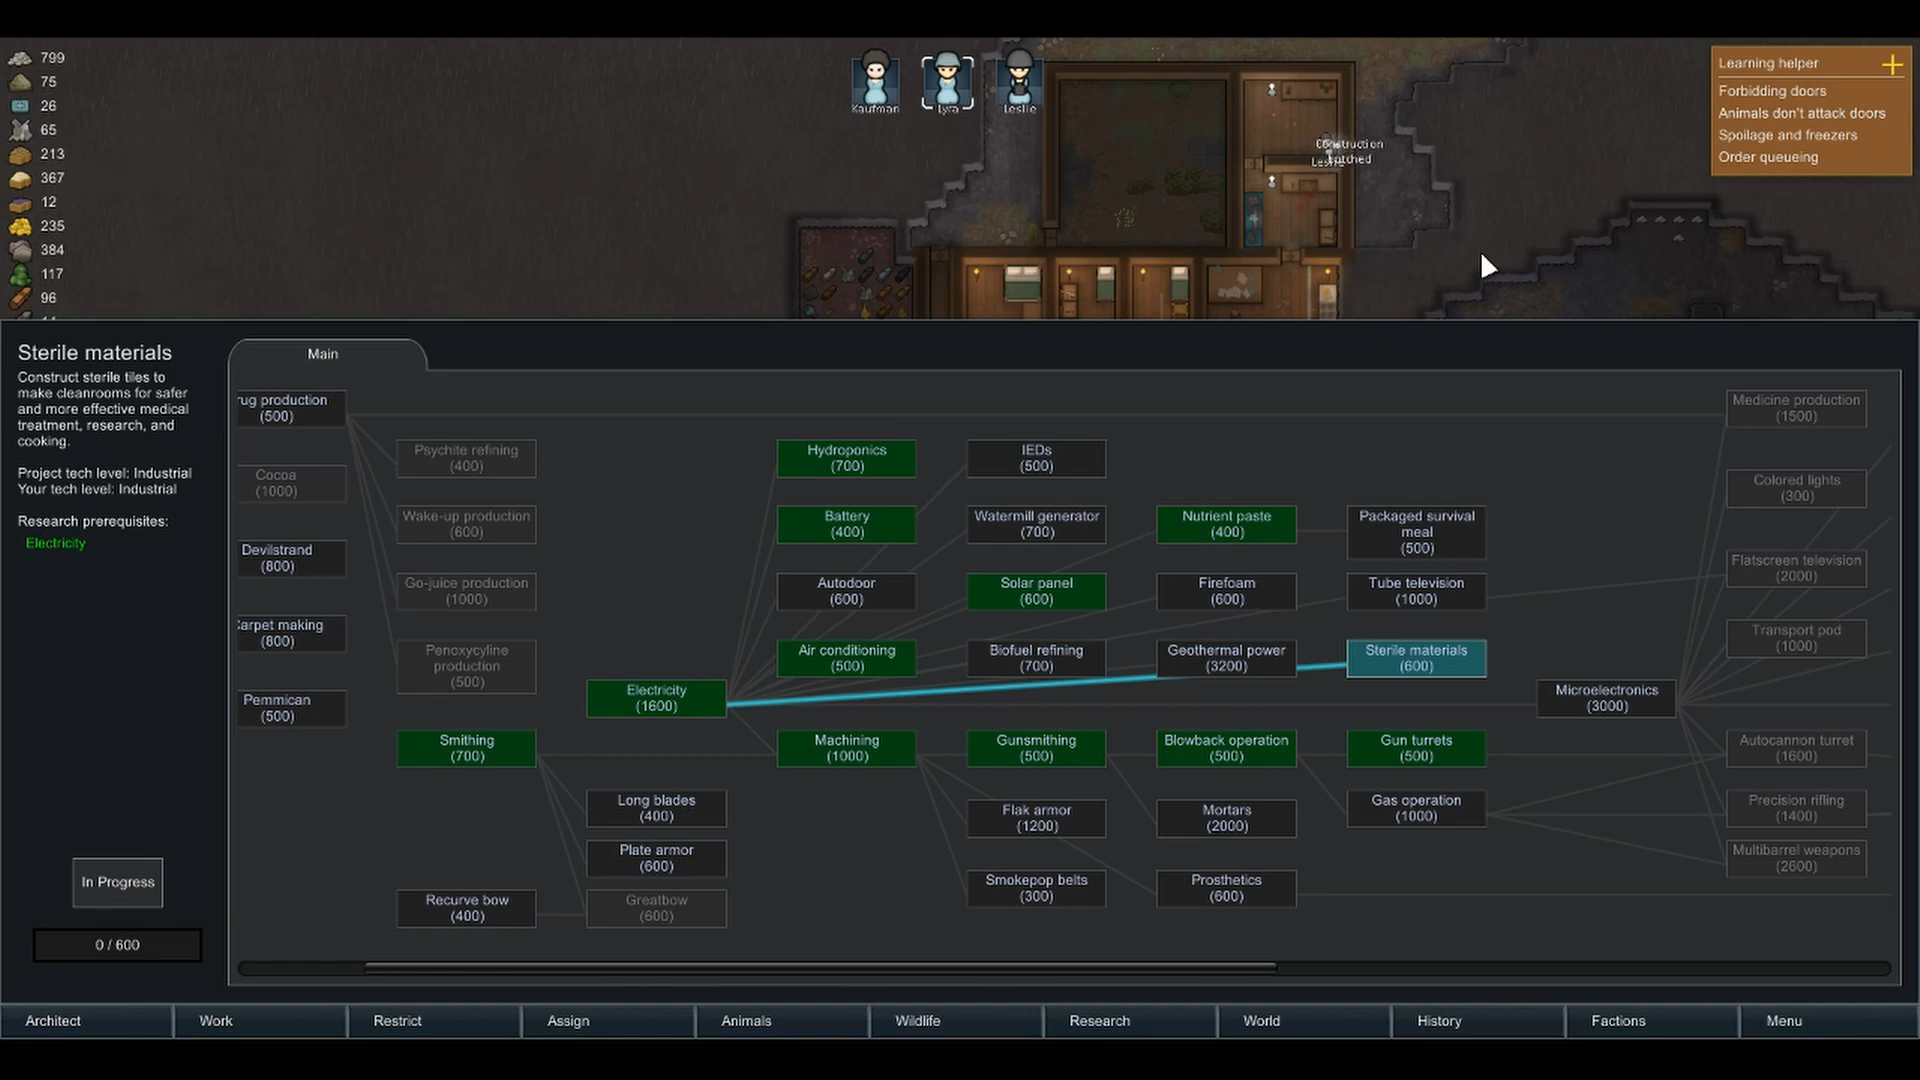 799
75
26
65
213
367
12
235
384
117
96
Kaufman
Lyra
Leslie
Construction
botched
Learning helper
Forbidding doors
Animals don't attack doors
Spoilage and freezers
Order queueing
Sterile materials
Construct sterile tiles to
make cleanrooms for safer
and more effective medical
treatment, research, and
cooking.
Project tech level: Industrial
Your tech level: Industrial
Research prerequisites:
Electricity
In Progress
0 / 600
Main
rug production
(500)
Cocoa
(1000)
Devilstrand
(800)
Carpet making
(800)
Pemmican
(500)
Psychite refining
(400)
Wake-up production
(600)
Go-juice production
(1000)
Penoxycyline
production
(500)
Smithing
(700)
Recurve bow
(400)
Electricity
(1600)
Long blades
(400)
Plate armor
(600)
Greatbow
(600)
Hydroponics
(700)
Battery
(400)
Autodoor
(600)
Air conditioning
(500)
Machining
(1000)
IEDs
(500)
Watermill generator
(700)
Solar panel
(600)
Biofuel refining
(700)
Gunsmithing
(500)
Flak armor
(1200)
Smokepop belts
(300)
Nutrient paste
(400)
Firefoam
(600)
Geothermal power
(3200)
Blowback operation
(500)
Mortars
(2000)
Prosthetics
(600)
Packaged survival
meal
(500)
Tube television
(1000)
Sterile materials
(600)
Gun turrets
(500)
Gas operation
(1000)
Microelectronics
(3000)
Medicine production
(1500)
Colored lights
(300)
Flatscreen television
(2000)
Transport pod
(1000)
Autocannon turret
(1600)
Precision rifling
(1400)
Multibarrel weapons
(2600)
Architect
Work
Restrict
Assign
Animals
Wildlife
Research
World
History
Factions
Menu